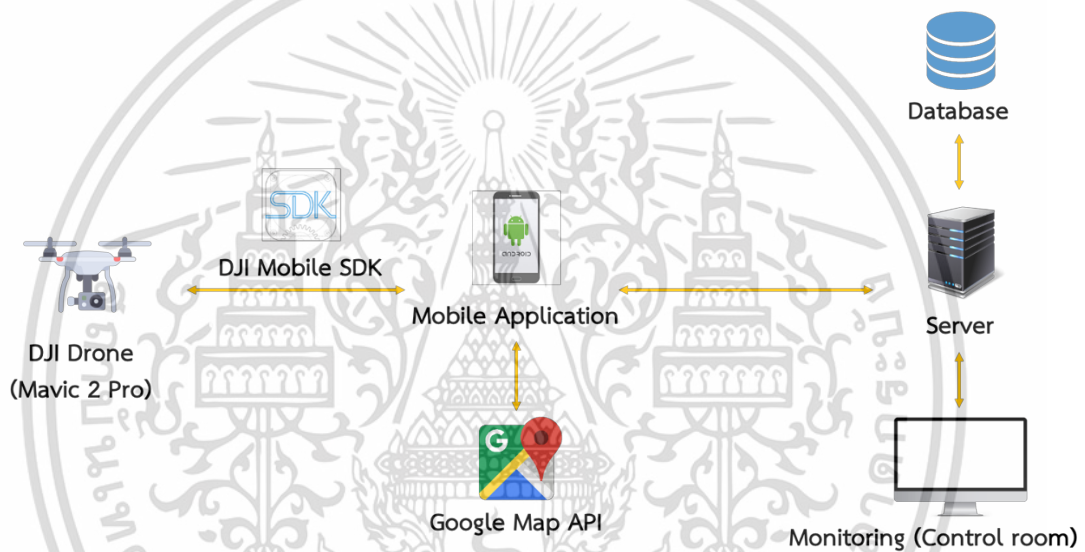 Database
SDK
DJI Mobile SDK
android
Mobile Application
Server
DJI Drone
(Mavic 2 Pro)
G
Google Map API
Monitoring (Control room)